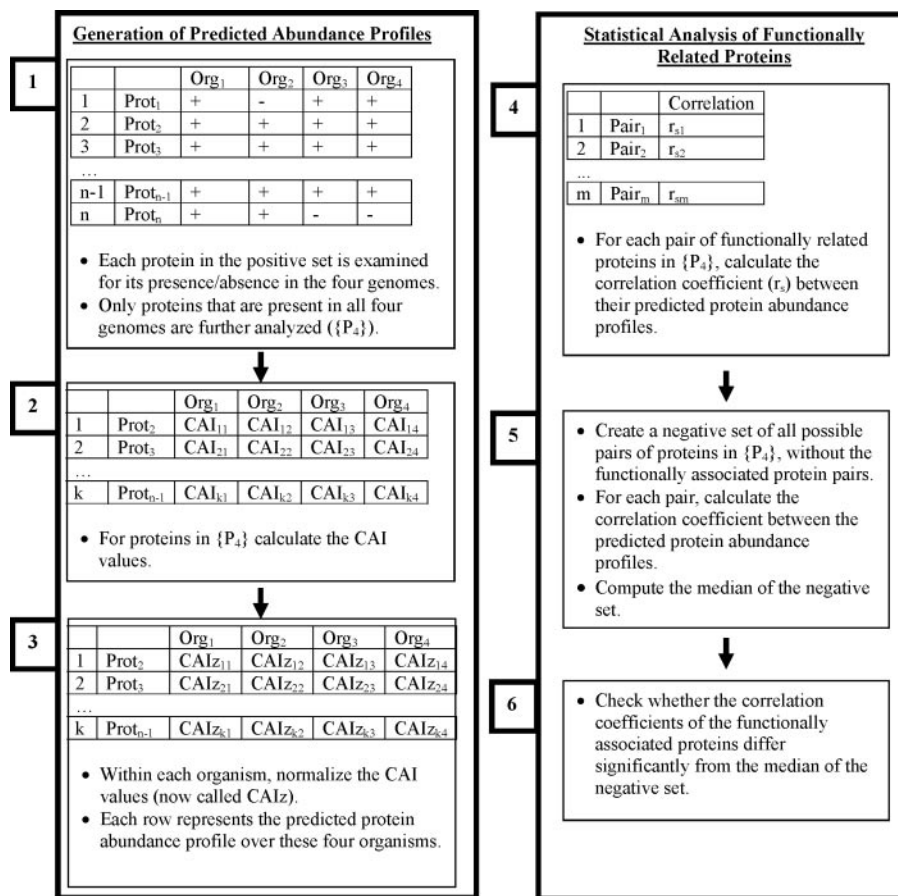 Generation of Predicted Abundance Profiles
1
Org1 Org2 Org3 Org4
1 Prot1 + - + +
2 Prot2 + + + +
3 Prot3 + + + +
...
n-1 Protn-1 + + + +
n Protn + + - -
• Each protein in the positive set is examined
for its presence/absence in the four genomes.
• Only proteins that are present in all four
genomes are further analyzed ({P4}).
2
Org1 Org2 Org3 Org4
1 Prot2 CAI11 CAI12 CAI13 CAI14
2 Prot3 CAI21 CAI22 CAI23 CAI24
...
k Protn-1 CAIk1 CAIk2 CAIk3 CAIk4
• For proteins in {P4} calculate the CAI
values.
3
Org1 Org2 Org3 Org4
1 Prot2 CAIz11 CAIz12 CAIz13 CAIz14
2 Prot3 CAIz21 CAIz22 CAIz23 CAIz24
...
k Protn-1 CAIzk1 CAIzk2 CAIzk3 CAIzk4
• Within each organism, normalize the CAI
values (now called CAIz).
• Each row represents the predicted protein
abundance profile over these four organisms.
Statistical Analysis of Functionally
Related Proteins
4
Correlation
1 Pair1 rs1
2 Pair2 rs2
...
m Pairm rsm
• For each pair of functionally related
proteins in {P4}, calculate the
correlation coefficient (rs) between
their predicted protein abundance
profiles.
5
• Create a negative set of all possible
pairs of proteins in {P4}, without the
functionally associated protein pairs.
• For each pair, calculate the
correlation coefficient between the
predicted protein abundance
profiles.
• Compute the median of the negative
set.
6
• Check whether the correlation
coefficients of the functionally
associated proteins differ
significantly from the median of the
negative set.